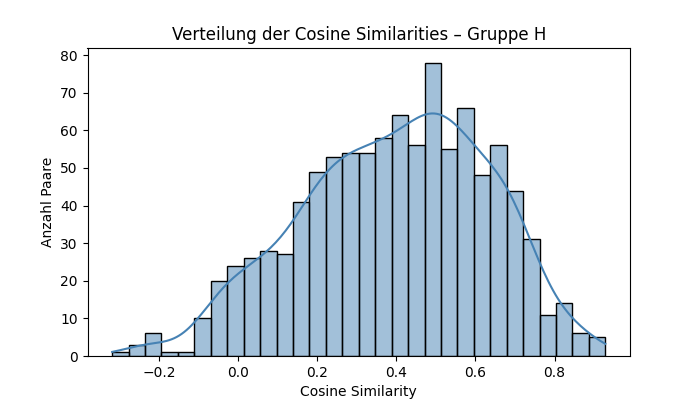 Verteilung der Cosine Similarities – Gruppe H
Anzahl Paare
80
70
60
50
40
30
20
10
0
−0.2 0.0 0.2 0.4 0.6 0.8
Cosine Similarity